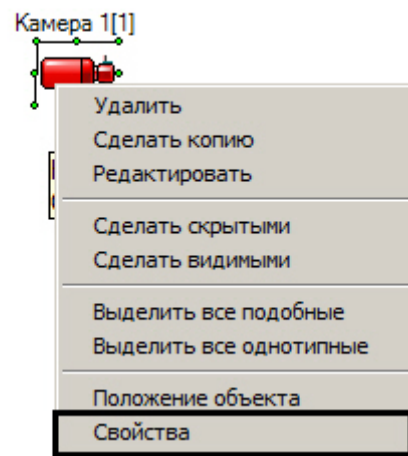 Камера 1[1]
Удалить
Сделать копию
Редактировать
Сделать скрытыми
Сделать видимыми
Выделить все подобные
Выделить все однотипные
Положение объекта
Свойства